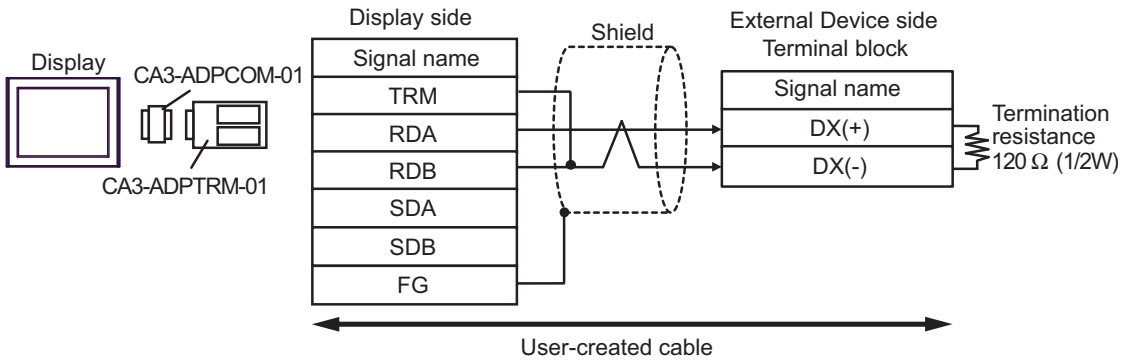 Display
CA3-ADPCOM-01
CA3-ADPTRM-01
Display side
Signal name
TRM
RDA
RDB
SDA
SDB
FG
Shield
External Device side
Terminal block
Signal name
DX(+)
DX(-)
Termination
resistance
120 Ω (1/2W)
User-created cable